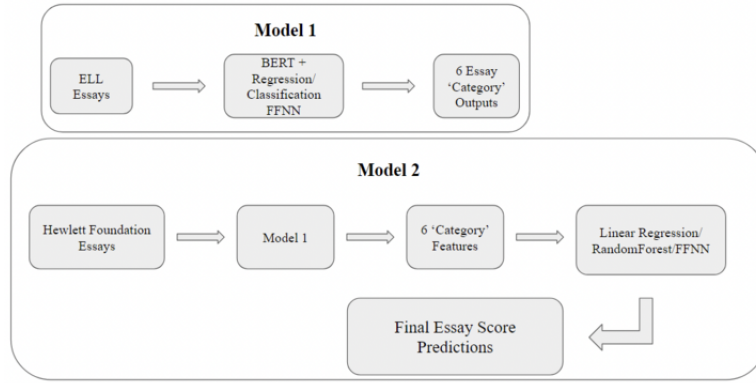 Model 1
ELL
Essays
BERT +
Regression/
Classification
FFNN
6 Essay
‘Category’
Outputs
Model 2
Hewlett Foundation
Essays
Model 1
6 ‘Category’
Features
Linear Regression/
RandomForest/FFNN
Final Essay Score
Predictions